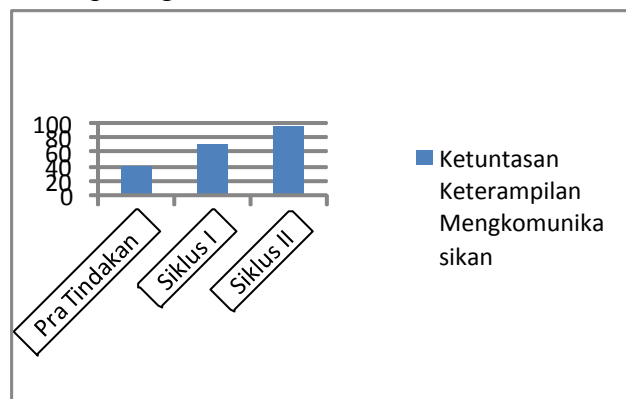 100
80
60
40
20
0
Pra Tindakan
Siklus I
Siklus II
Ketuntasan
Keterampilan
Mengkomunika
sikan